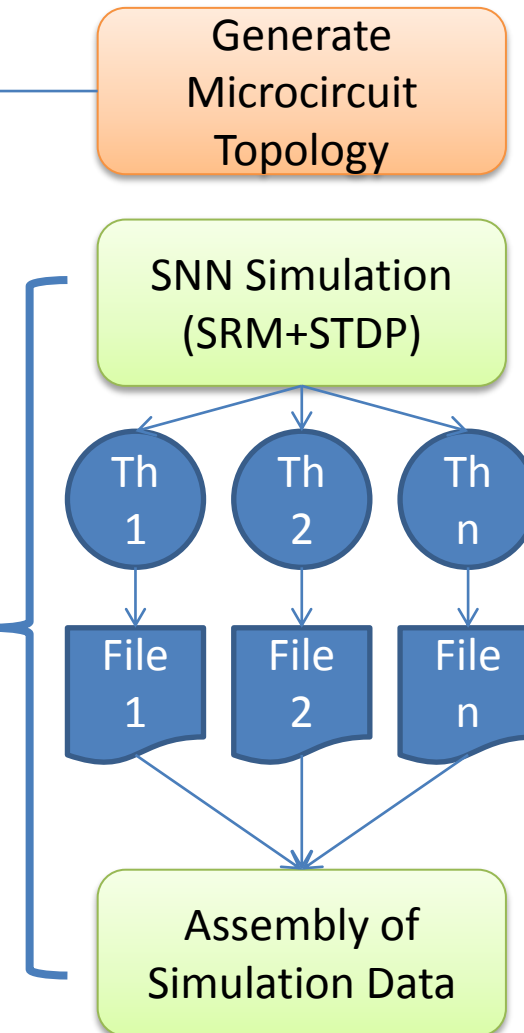 Generate
Microcircuit
Topology
SNN Simulation
(SRM+STDP)
Th
1
Th
2
Th
n
File
1
File
2
File
n
Assembly of
Simulation Data